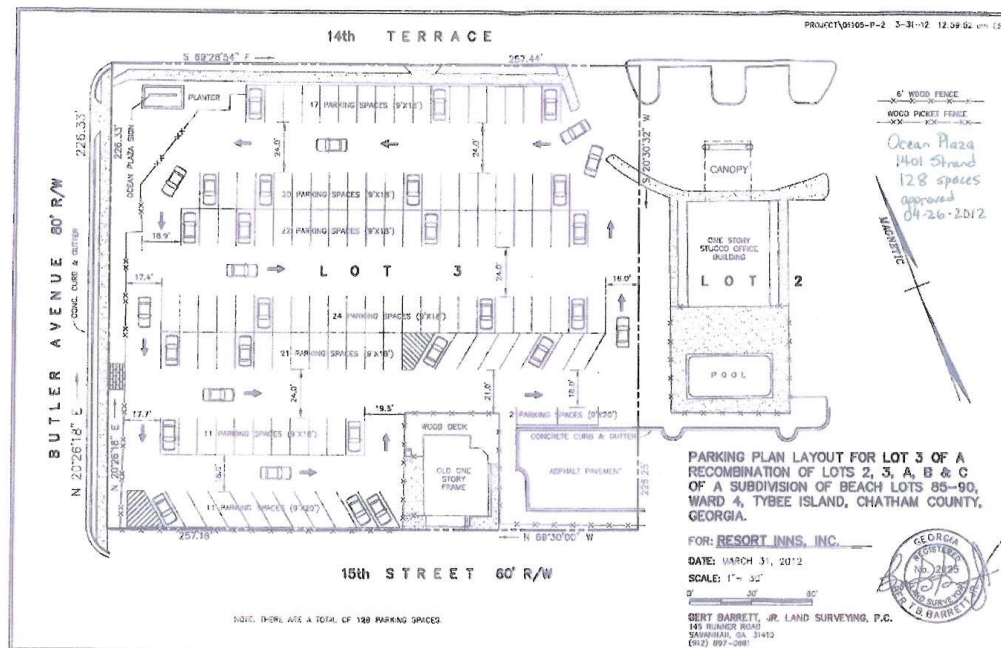 PROJECT\01105-P-2 3-31-12 12:59:52 pm
14th TERRACE
S 69°28'54" E
257.44'
6' WOOD FENCE
WOOD PICKET FENCE
Ocean Plaza
1401 Strand
128 spaces
approved
04-26-2012
MAGNETIC
PLANTER
OCEAN PLAZA SIGN
226.33'
226.33'
17 PARKING SPACES (9'X18')
24.0'
24.0'
S 20°30'32" W
CANOPY
20 PARKING SPACES (9'X18')
22 PARKING SPACES (9'X18')
18.9'
ONE STORY
STUCCO OFFICE
BUILDING
LOT 3
24.0'
LOT 2
17.4'
16.0'
24 PARKING SPACES (9'X18')
21 PARKING SPACES (9'X18')
POOL
24.0'
21.0'
18.0'
BUTLER AVENUE 80' R/W
CONC. CURB & GUTTER
N 20°26'18" E
N 20°26'18" E
17.7'
19.5'
2 PARKING SPACES (9'X20')
11 PARKING SPACES (9'X18')
WOOD DECK
CONCRETE CURB & GUTTER
OLD ONE
STORY
FRAME
ASPHALT PAVEMENT
11 PARKING SPACES (9'X20')
257.18'
N 69°30'00" W
15th STREET 60' R/W
NOTE: THERE ARE A TOTAL OF 128 PARKING SPACES.
PARKING PLAN LAYOUT FOR LOT 3 OF A
RECOMBINATION OF LOTS 2, 3, A, B & C
OF A SUBDIVISION OF BEACH LOTS 85-90,
WARD 4, TYBEE ISLAND, CHATHAM COUNTY,
GEORGIA.
FOR: RESORT INNS, INC.
DATE: MARCH 31, 2012
SCALE: 1"= 30'
0' 30' 60'
BERT BARRETT, JR. LAND SURVEYING, P.C.
145 RUNNER ROAD
SAVANNAH, GA. 31410
(912) 897-0661
GEORGIA
REGISTERED
No. 2225
LAND SURVEYOR
BERT B. BARRETT JR.